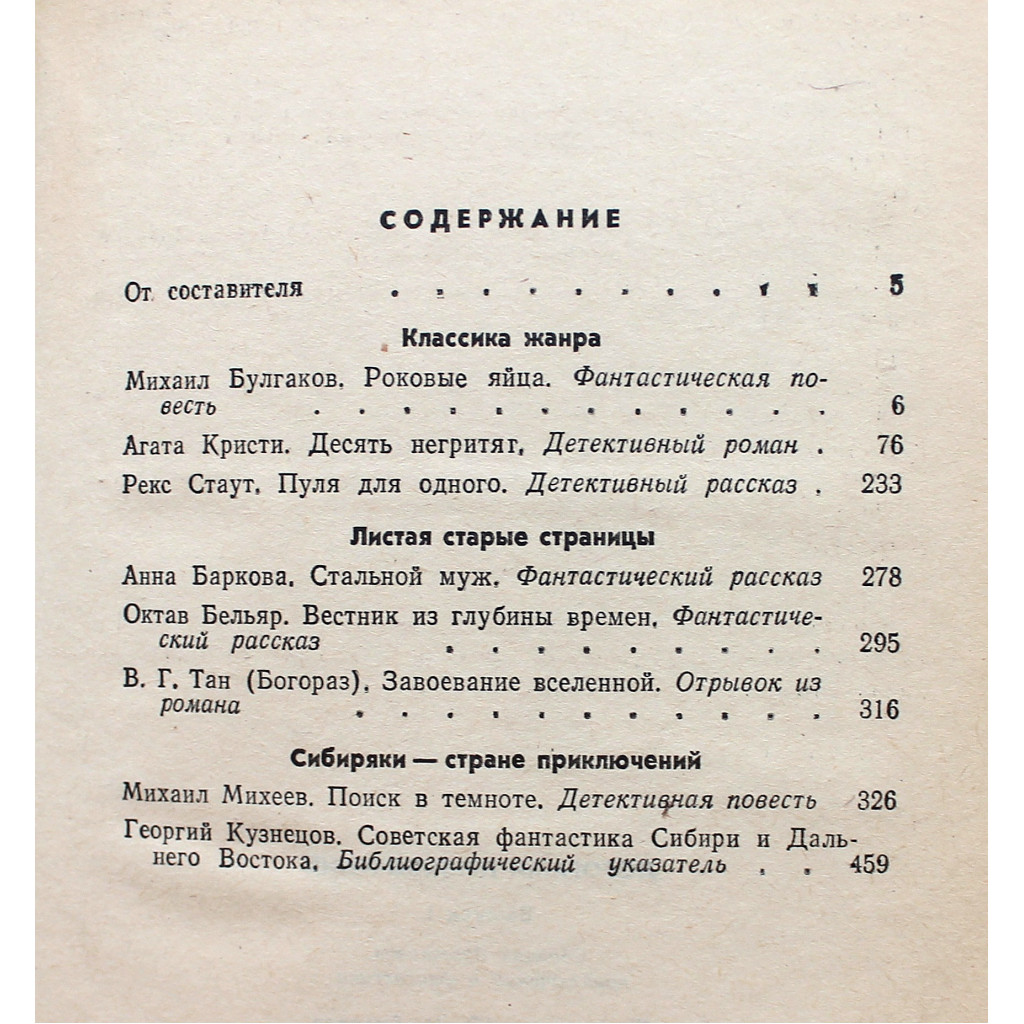 СОДЕРЖАНИЕ
От составителя . . . . . . . . . . 5
Классика жанра
Михаил Булгаков. Роковые яйца. Фантастическая по-
весть . . . . . . . . . . . . 6
Агата Кристи. Десять негритят. Детективный роман . 76
Рекс Стаут. Пуля для одного. Детективный рассказ . 233
Листая старые страницы
Анна Баркова. Стальной муж. Фантастический рассказ 278
Октав Бельяр. Вестник из глубины времен. Фантастиче-
ский рассказ . . . . . . . . . 295
В. Г. Тан (Богораз). Завоевание вселенной. Отрывок из
романа . . . . . . . . . . . 316
Сибиряки — стране приключений
Михаил Михеев. Поиск в темноте. Детективная повесть 326
Георгий Кузнецов. Советская фантастика Сибири и Даль-
него Востока. Библиографический указатель . . 459